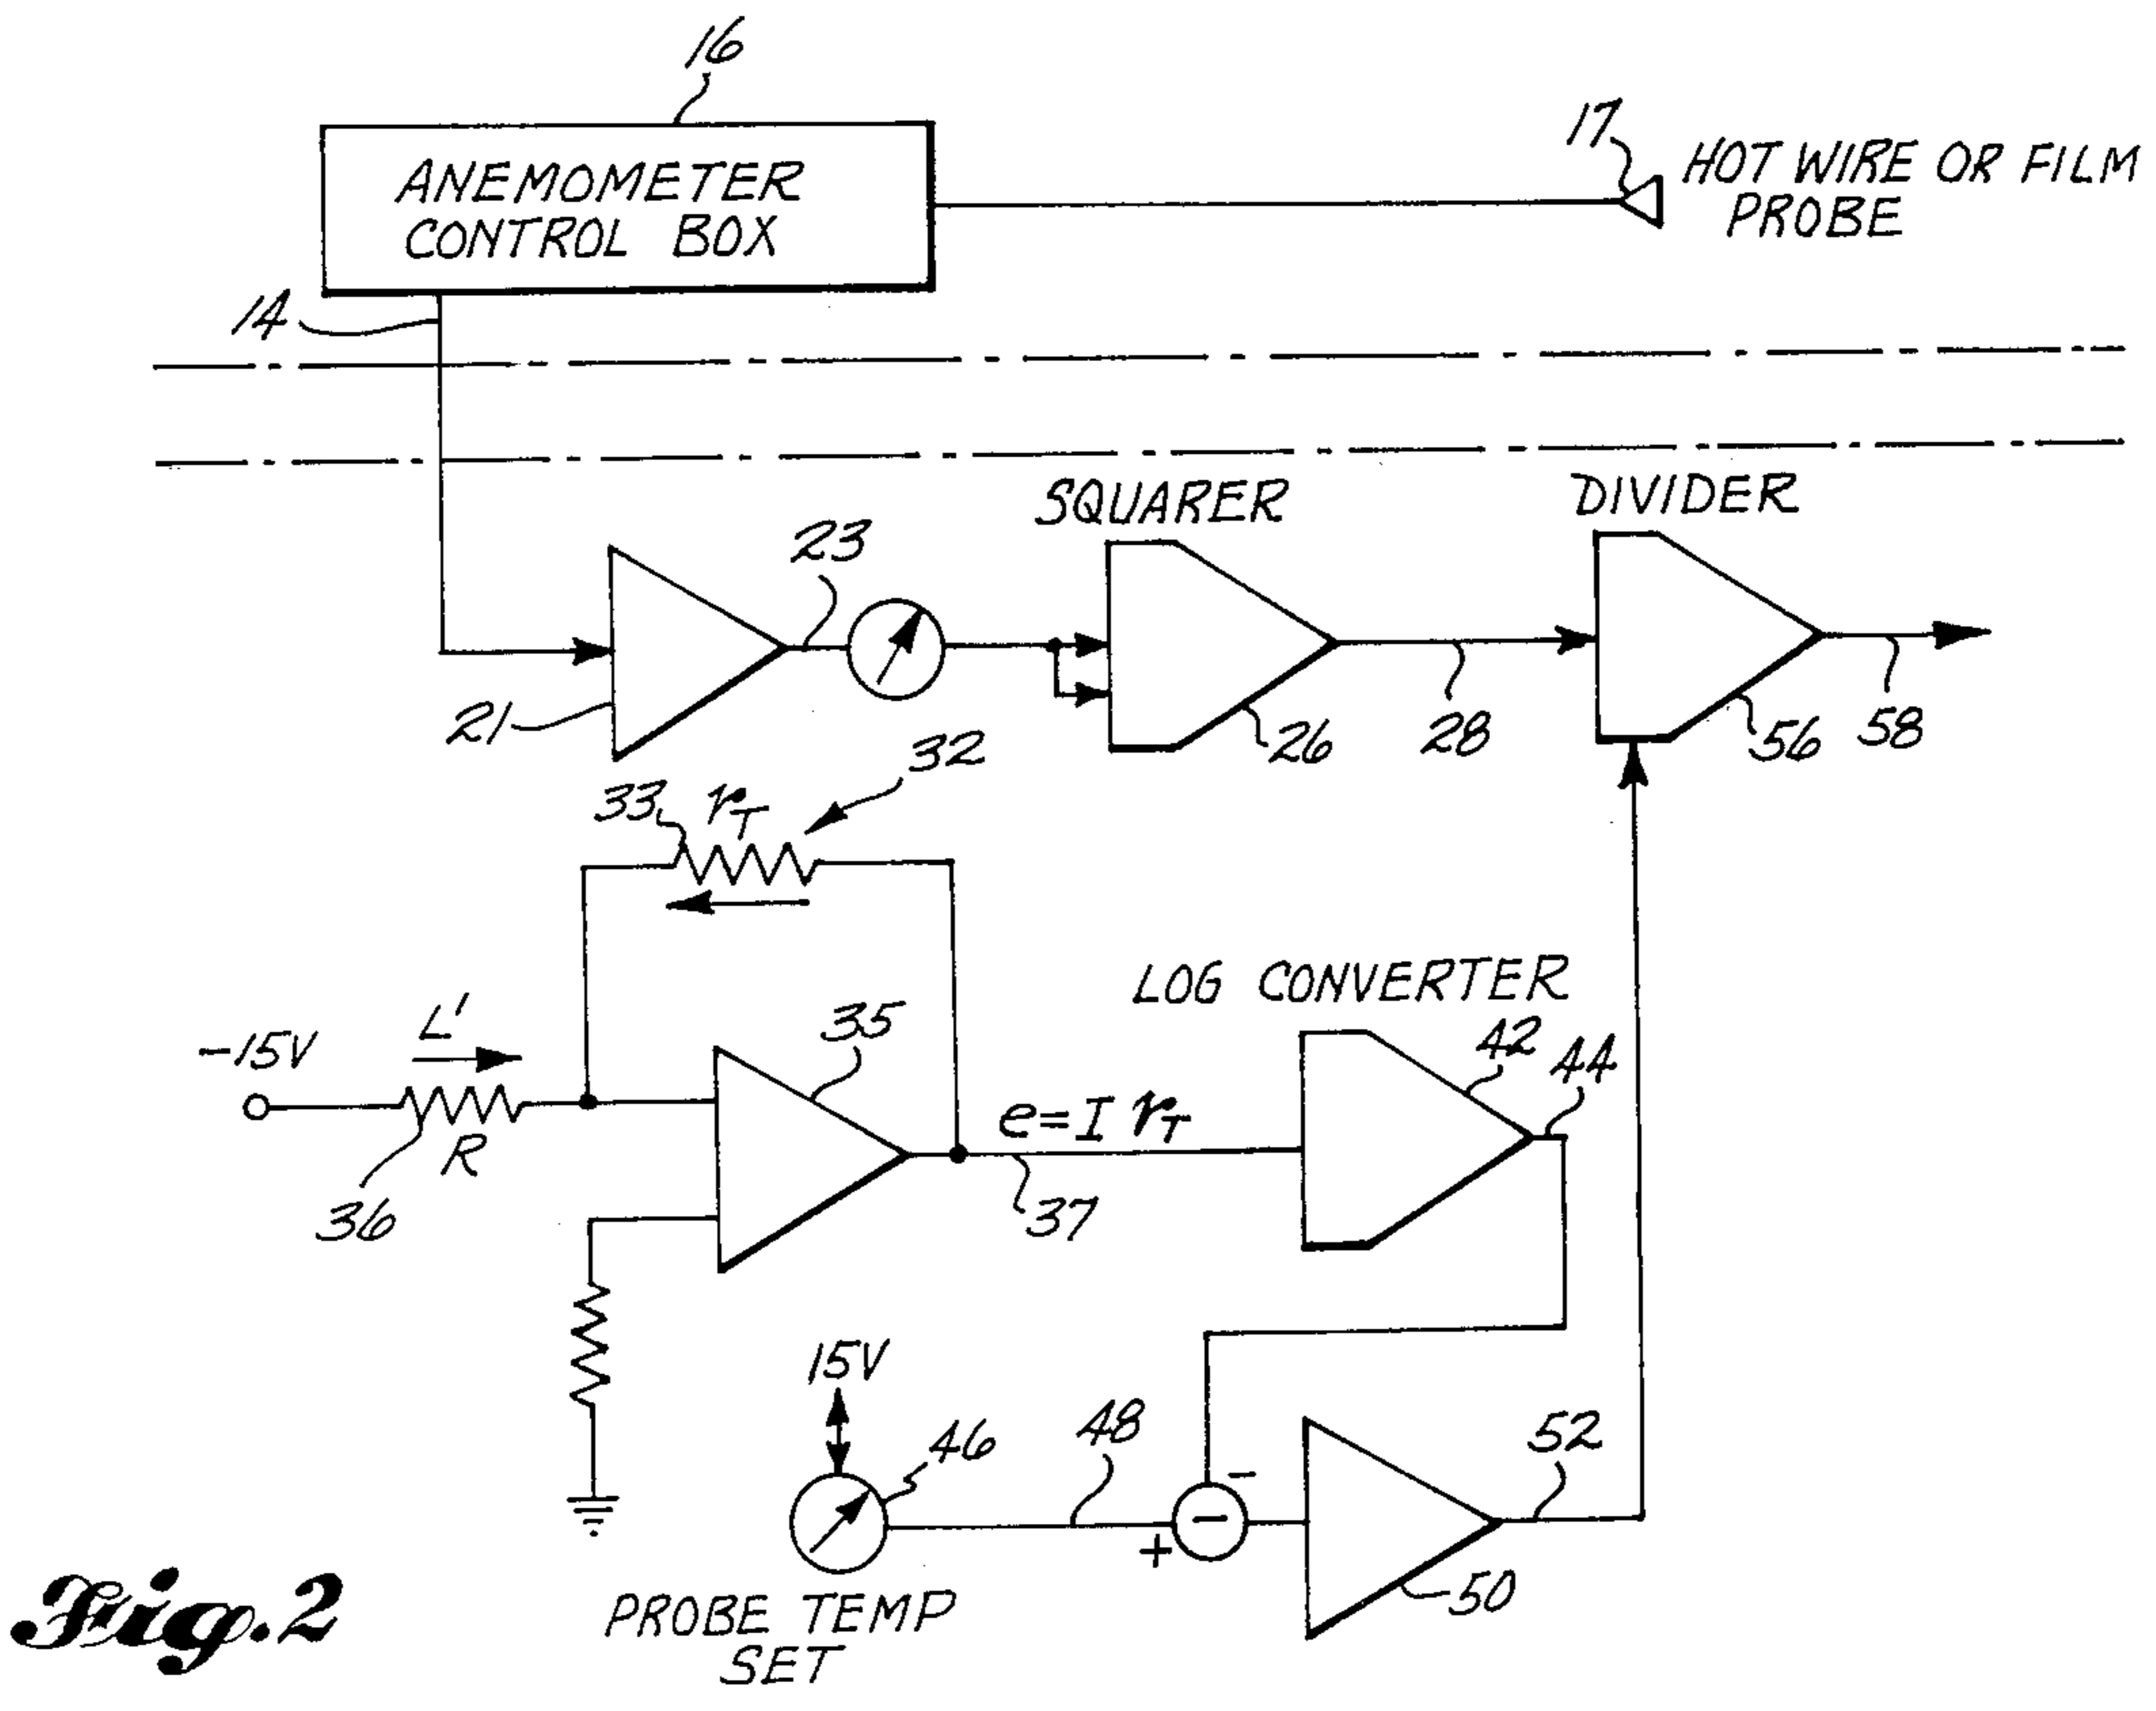 16
17
HOT WIRE OR FILM
PROBE
ANEMOMETER
CONTROL BOX
14
SQUARER
DIVIDER
23
21
26
28
56
58
32
33
r_T
LOG CONVERTER
L'
35
42
44
-15V
e=I r_T
R
36
37
15V
46
48
52
-
-
+
50
PROBE TEMP
SET
Fig. 2